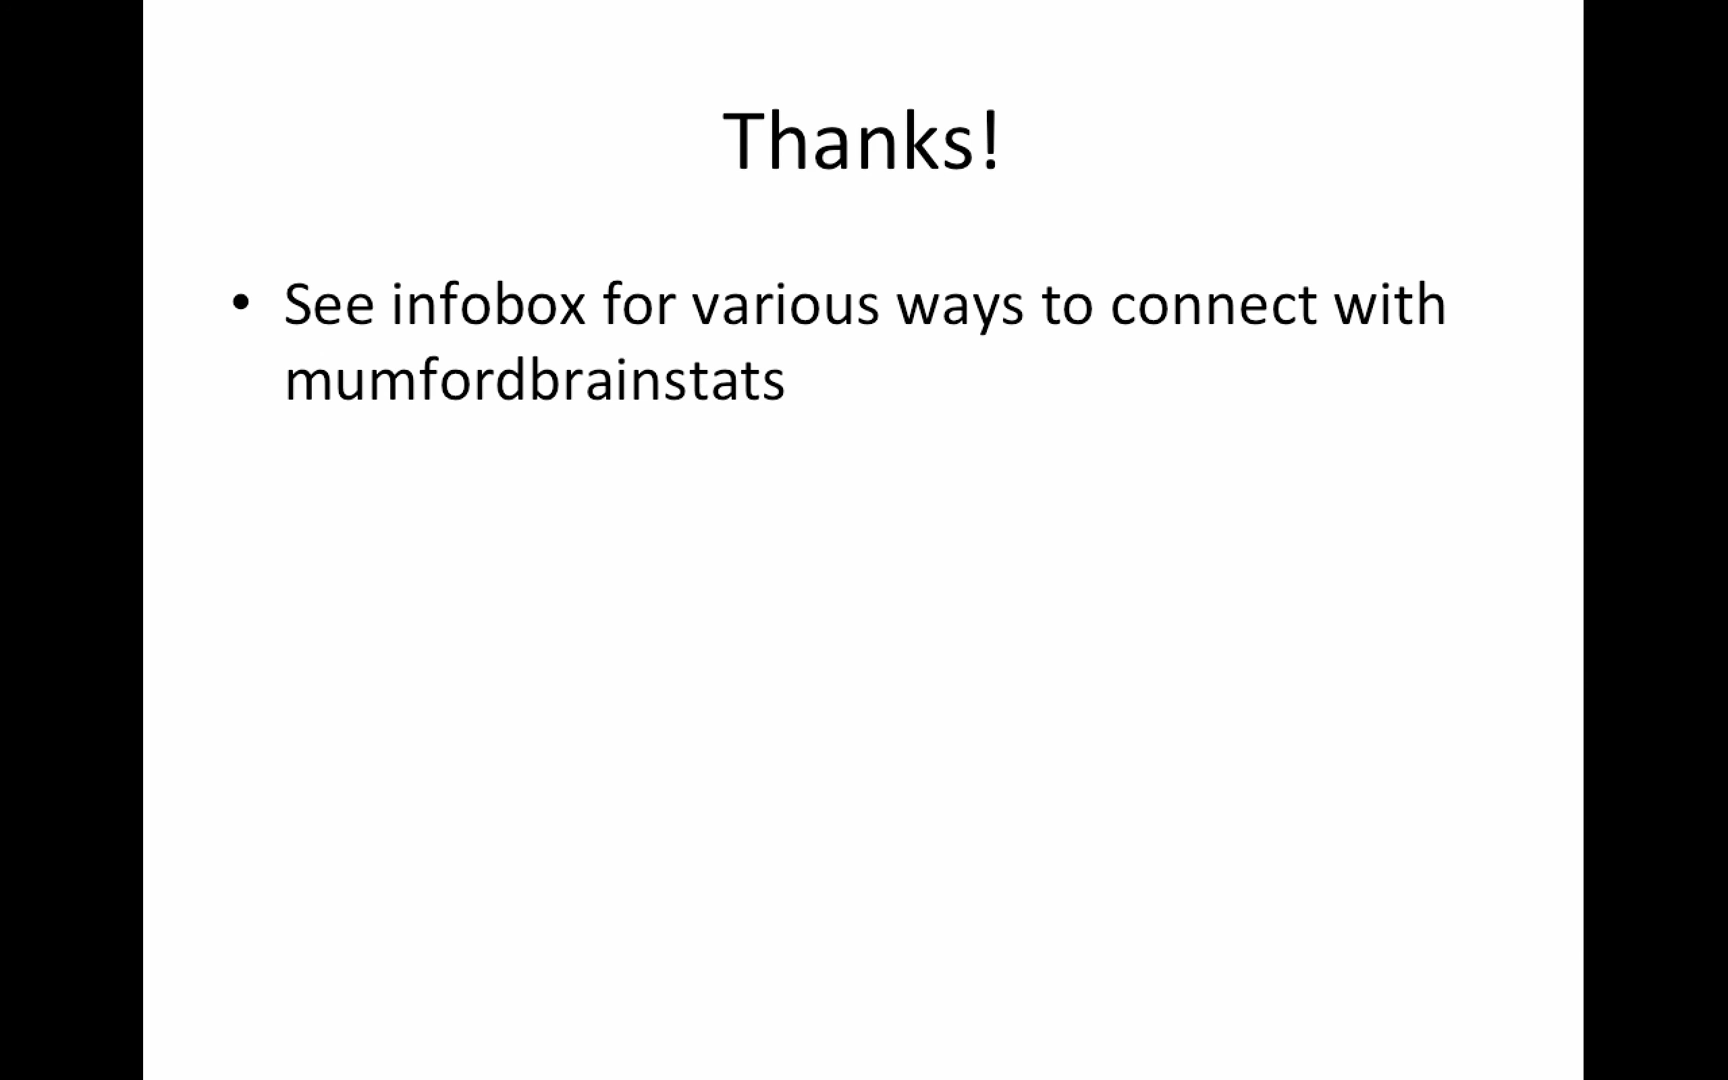 Thanks!
• See infobox for various ways to connect with
mumfordbrainstats